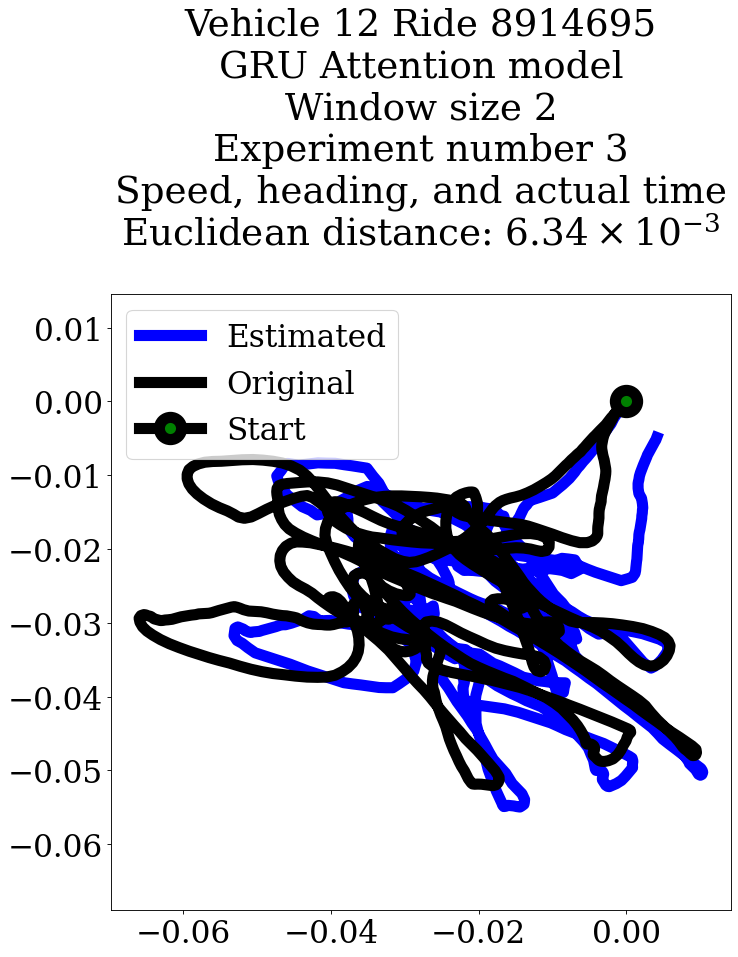 Vehicle 12 Ride 8914695
GRU Attention model
Window size 2
Experiment number 3
Speed, heading, and actual time
Euclidean distance: 6.34 × 10⁻³
Estimated
Original
Start
0.01
0.00
−0.01
−0.02
−0.03
−0.04
−0.05
−0.06
−0.06
−0.04
−0.02
0.00